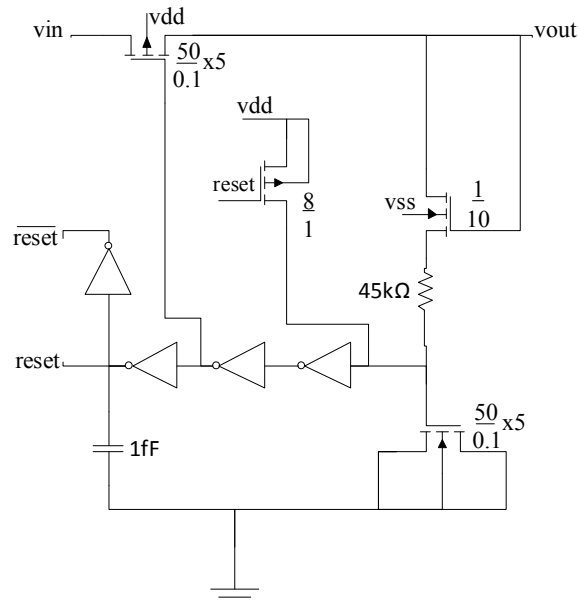 vdd
vin
vout
50
0.1
x5
vdd
reset
8
1
vss
1
10
reset
45kΩ
reset
1fF
50
0.1
x5